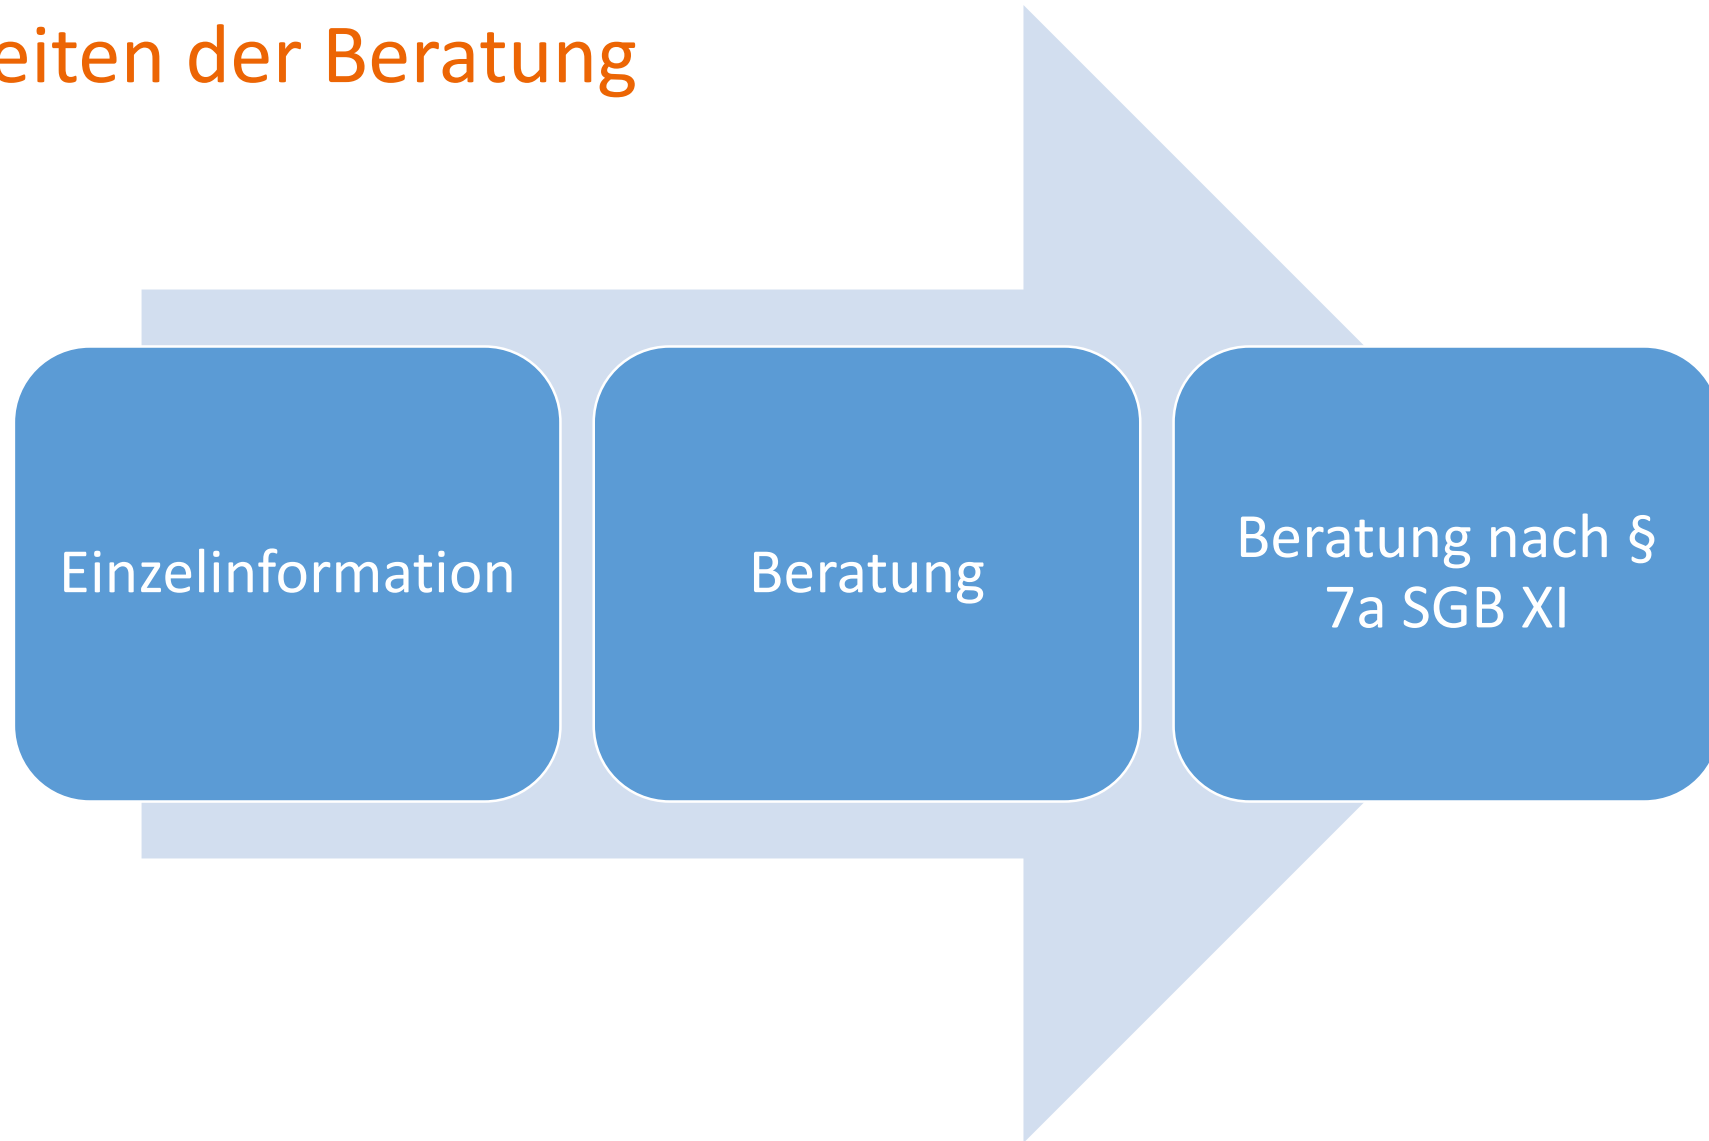 eiten der Beratung
Einzelinformation
Beratung
Beratung nach §
7a SGB XI